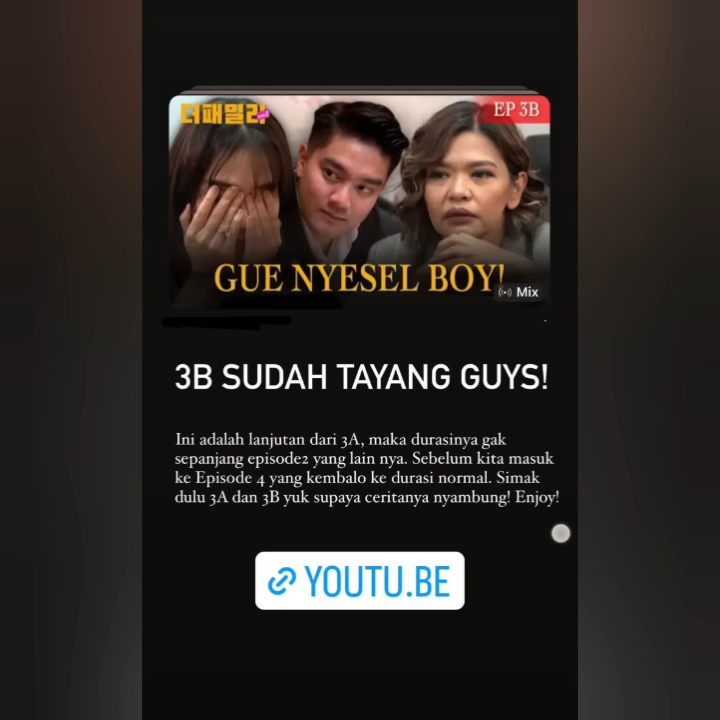 더패밀리
EP 3B
GUE NYESEL BOY!
Mix
3B SUDAH TAYANG GUYS!
Ini adalah lanjutan dari 3A, maka durasinya gak
sepanjang episode2 yang lain nya. Sebelum kita masuk
ke Episode 4 yang kembalo ke durasi normal. Simak
dulu 3A dan 3B yuk supaya ceritanya nyambung! Enjoy!
YOUTU.BE